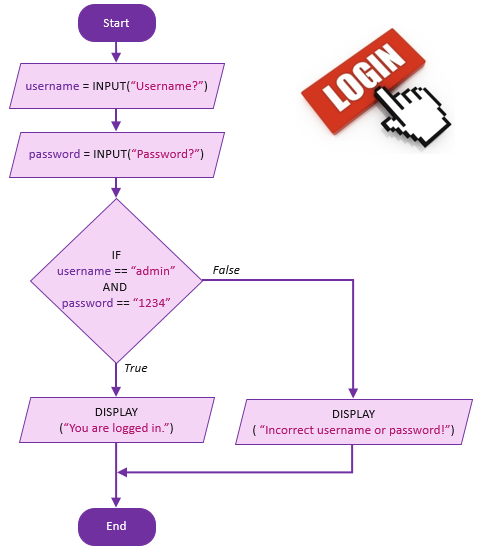 Start
LOGIN
username = INPUT(“Username?”)
password = INPUT(“Password?”)
IF
username == “admin”
AND
password == “1234”
False
True
DISPLAY
(“You are logged in.”)
DISPLAY
( “Incorrect username or password!”)
End